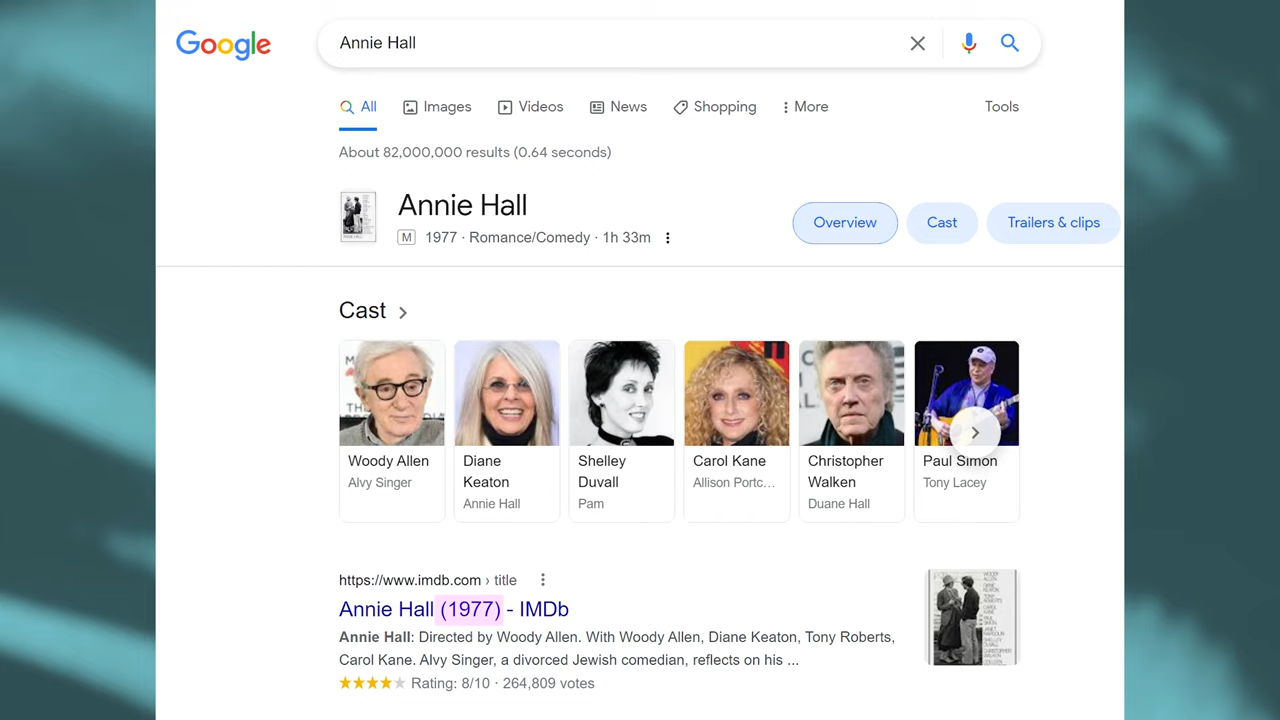 Google
Annie Hall
All Images Videos News Shopping More Tools
About 82,000,000 results (0.64 seconds)
Annie Hall
M 1977 · Romance/Comedy · 1h 33m
Overview Cast Trailers & clips
Cast
Woody Allen
Alvy Singer
Diane
Keaton
Annie Hall
Shelley
Duvall
Pam
Carol Kane
Allison Portc...
Christopher
Walken
Duane Hall
Paul Simon
Tony Lacey
https://www.imdb.com › title
Annie Hall (1977) - IMDb
Annie Hall: Directed by Woody Allen. With Woody Allen, Diane Keaton, Tony Roberts,
Carol Kane. Alvy Singer, a divorced Jewish comedian, reflects on his ...
Rating: 8/10 · 264,809 votes